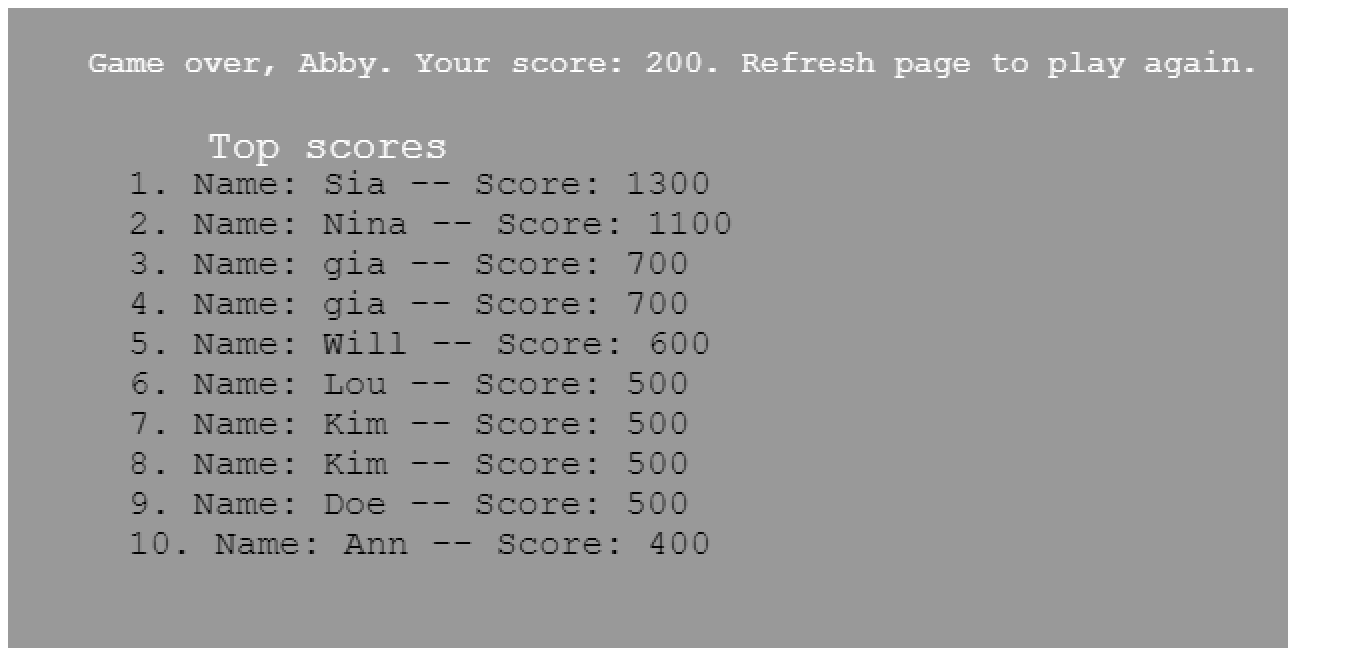 Game over, Abby. Your score: 200. Refresh page to play again.
Top scores
1. Name: Sia -- Score: 1300
2. Name: Nina -- Score: 1100
3. Name: gia -- Score: 700
4. Name: gia -- Score: 700
5. Name: Will -- Score: 600
6. Name: Lou -- Score: 500
7. Name: Kim -- Score: 500
8. Name: Kim -- Score: 500
9. Name: Doe -- Score: 500
10. Name: Ann -- Score: 400